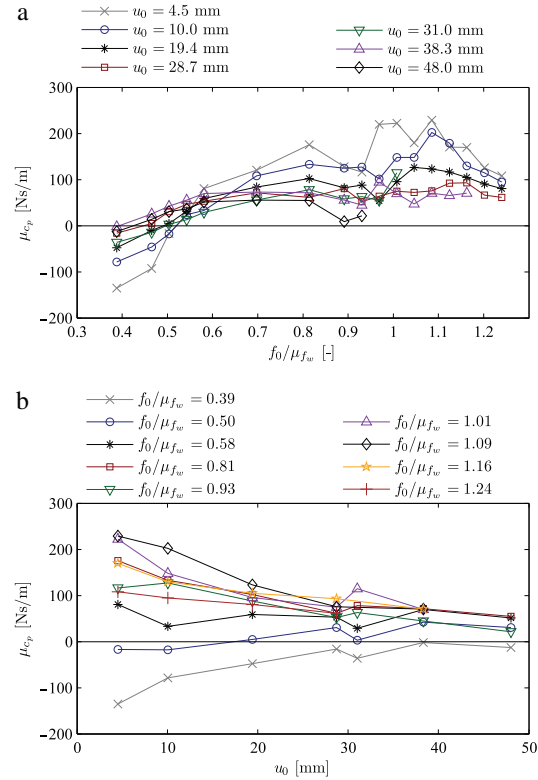 a
u₀ = 4.5 mm
u₀ = 10.0 mm
u₀ = 19.4 mm
u₀ = 28.7 mm
u₀ = 31.0 mm
u₀ = 38.3 mm
u₀ = 48.0 mm
300
200
100
0
−100
−200
μ_{c_p} [Ns/m]
0.3 0.4 0.5 0.6 0.7 0.8 0.9 1 1.1 1.2
f₀/μ_{f_w} [-]
b
f₀/μ_{f_w} = 0.39
f₀/μ_{f_w} = 0.50
f₀/μ_{f_w} = 0.58
f₀/μ_{f_w} = 0.81
f₀/μ_{f_w} = 0.93
f₀/μ_{f_w} = 1.01
f₀/μ_{f_w} = 1.09
f₀/μ_{f_w} = 1.16
f₀/μ_{f_w} = 1.24
300
200
100
0
−100
−200
μ_{c_p} [Ns/m]
0 10 20 30 40 50
u₀ [mm]